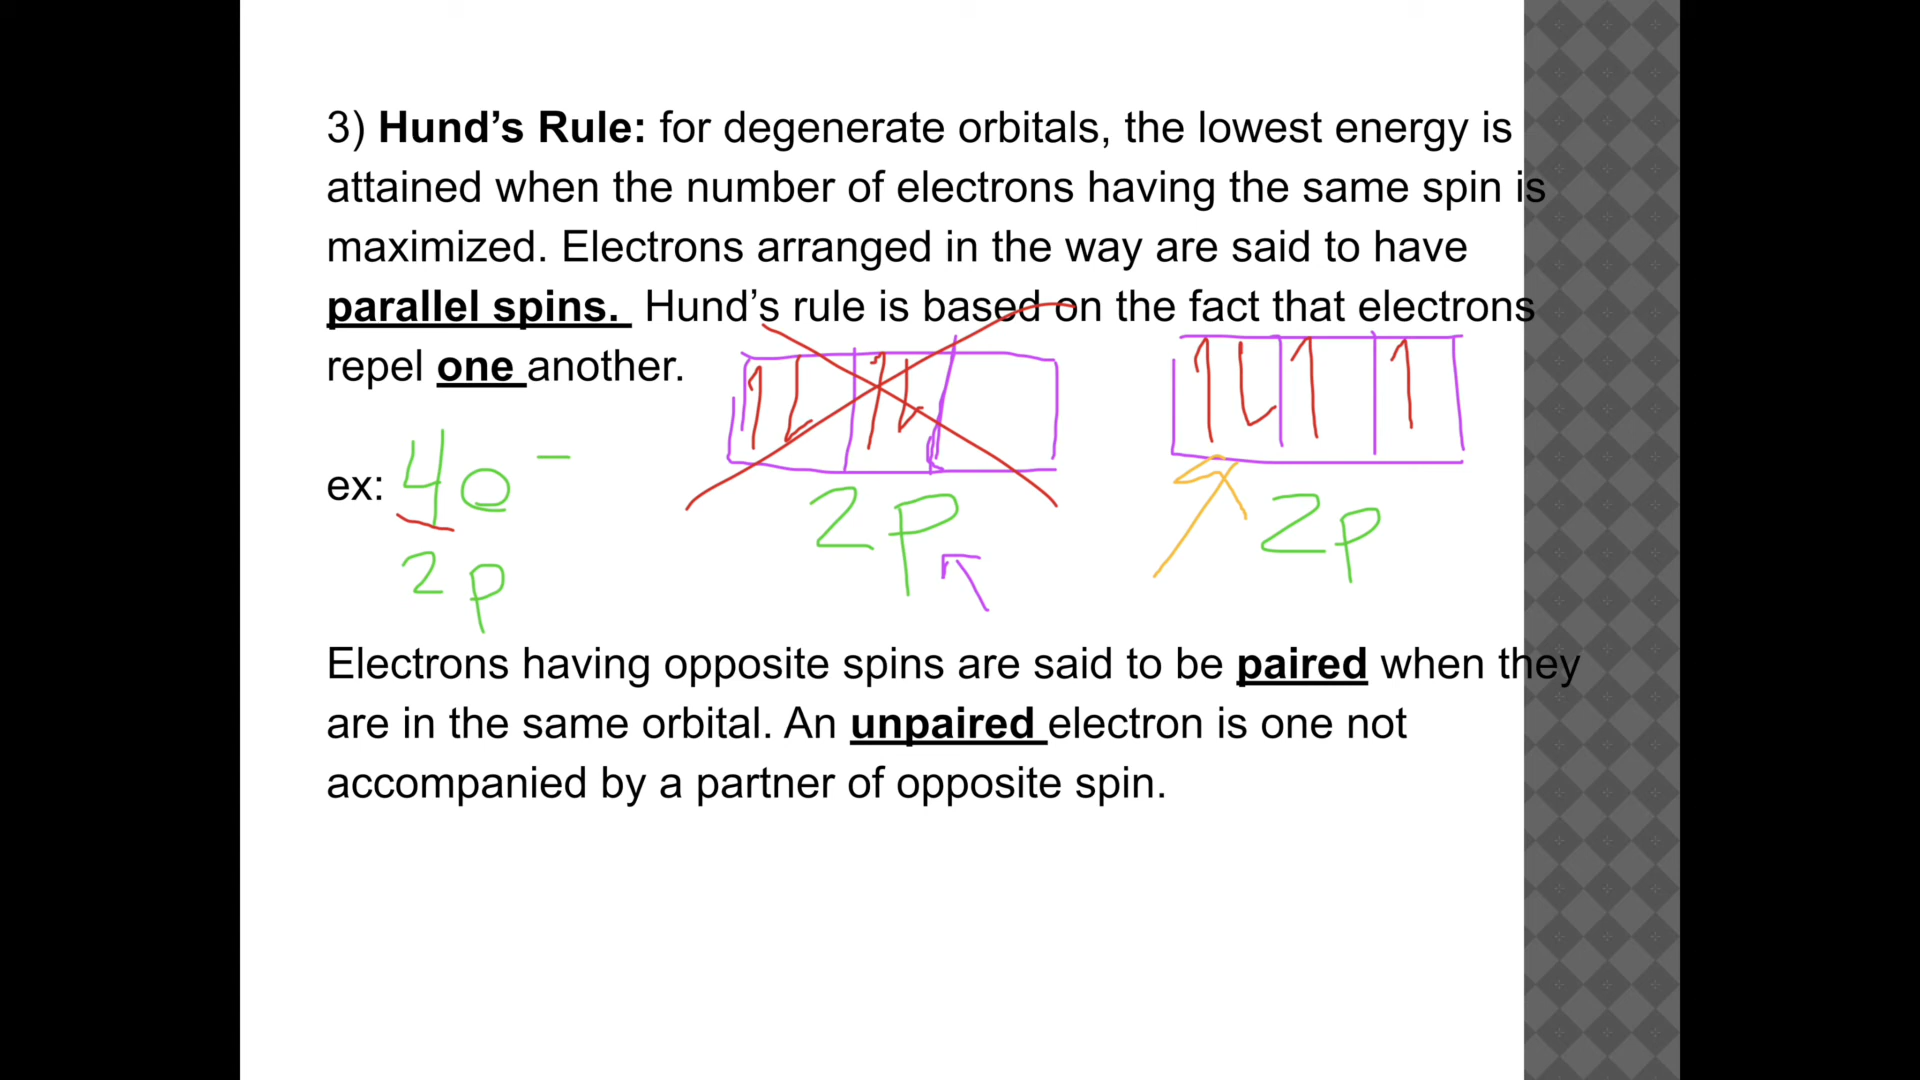 3) Hund’s Rule: for degenerate orbitals, the lowest energy is
attained when the number of electrons having the same spin is
maximized. Electrons arranged in the way are said to have
parallel spins. Hund’s rule is based on the fact that electrons
repel one another.
ex: 4e⁻
2p
2p
2p
Electrons having opposite spins are said to be paired when they
are in the same orbital. An unpaired electron is one not
accompanied by a partner of opposite spin.